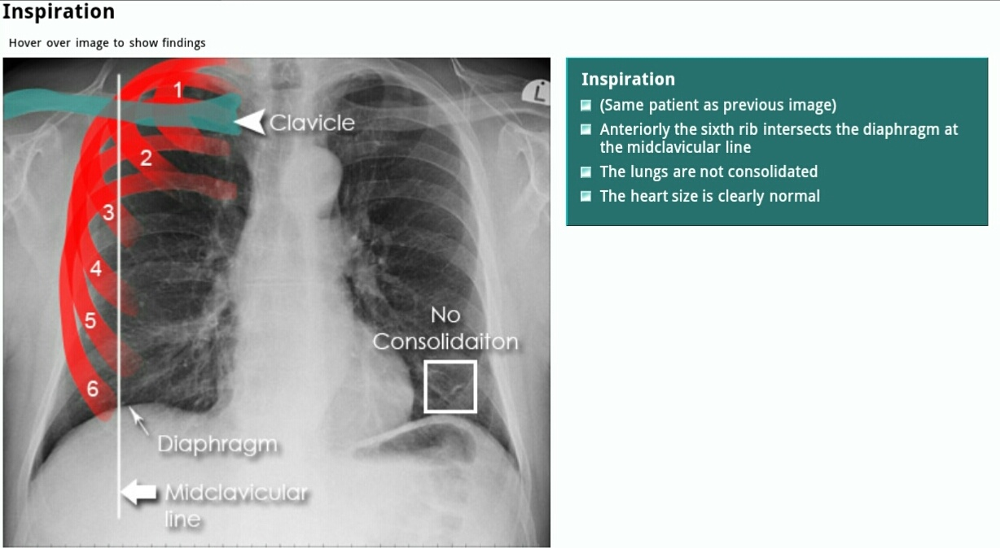 Inspiration
Hover over image to show findings
1
L
Clavicle
2
3
4
5
6
No
Consolidaiton
Diaphragm
Midclavicular
line
Inspiration
(Same patient as previous image)
Anteriorly the sixth rib intersects the diaphragm at
the midclavicular line
The lungs are not consolidated
The heart size is clearly normal